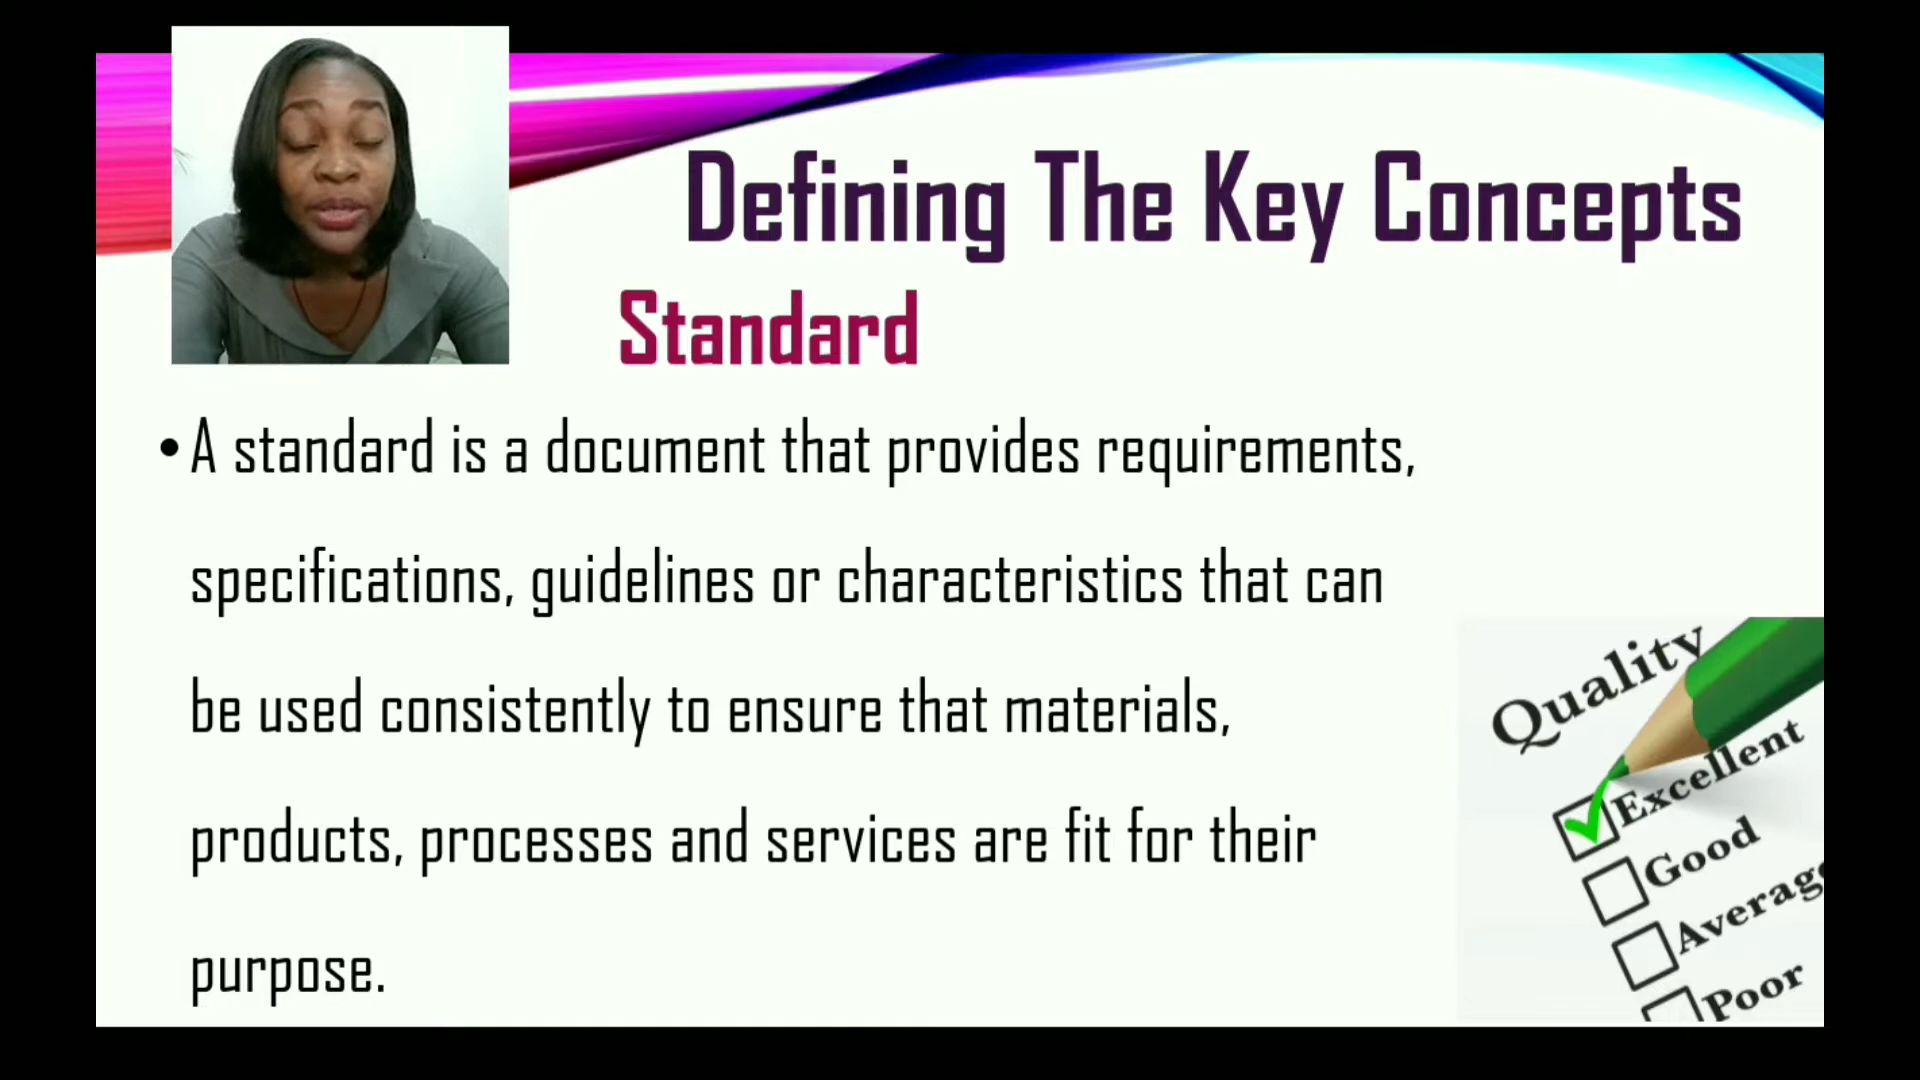 Defining The Key Concepts
Standard
•A standard is a document that provides requirements,
specifications, guidelines or characteristics that can
be used consistently to ensure that materials,
products, processes and services are fit for their
purpose.
Quality
Excellent
Good
Average
Poor